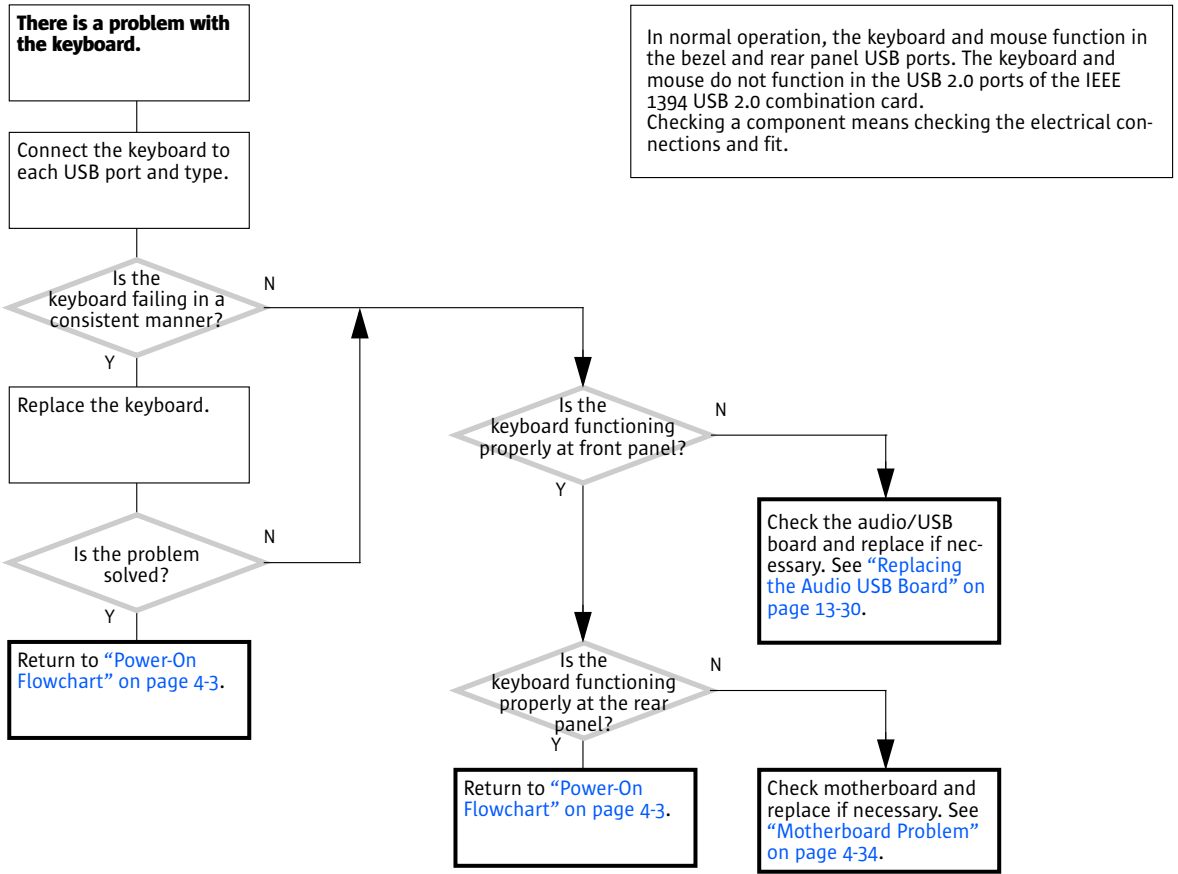 There is a problem with
the keyboard.
In normal operation, the keyboard and mouse function in
the bezel and rear panel USB ports. The keyboard and
mouse do not function in the USB 2.0 ports of the IEEE
1394 USB 2.0 combination card.
Checking a component means checking the electrical con-
nections and fit.
Connect the keyboard to
each USB port and type.
Is the
keyboard failing in a
consistent manner?
N
Y
Replace the keyboard.
Is the problem
solved?
N
Y
Return to “Power-On
Flowchart” on page 4-3.
Is the
keyboard functioning
properly at front panel?
N
Y
Check the audio/USB
board and replace if nec-
essary. See “Replacing
the Audio USB Board” on
page 13-30.
Is the
keyboard functioning
properly at the rear
panel?
N
Y
Return to “Power-On
Flowchart” on page 4-3.
Check motherboard and
replace if necessary. See
“Motherboard Problem”
on page 4-34.